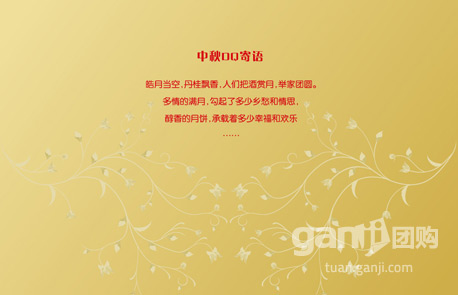 中秋DQ寄语
皓月当空,丹桂飘香,人们把酒赏月,举家团圆。
多情的满月,勾起了多少乡愁和情思,
醇香的月饼,承载着多少幸福和欢乐
......
ganji团购
tuan.ganji.com